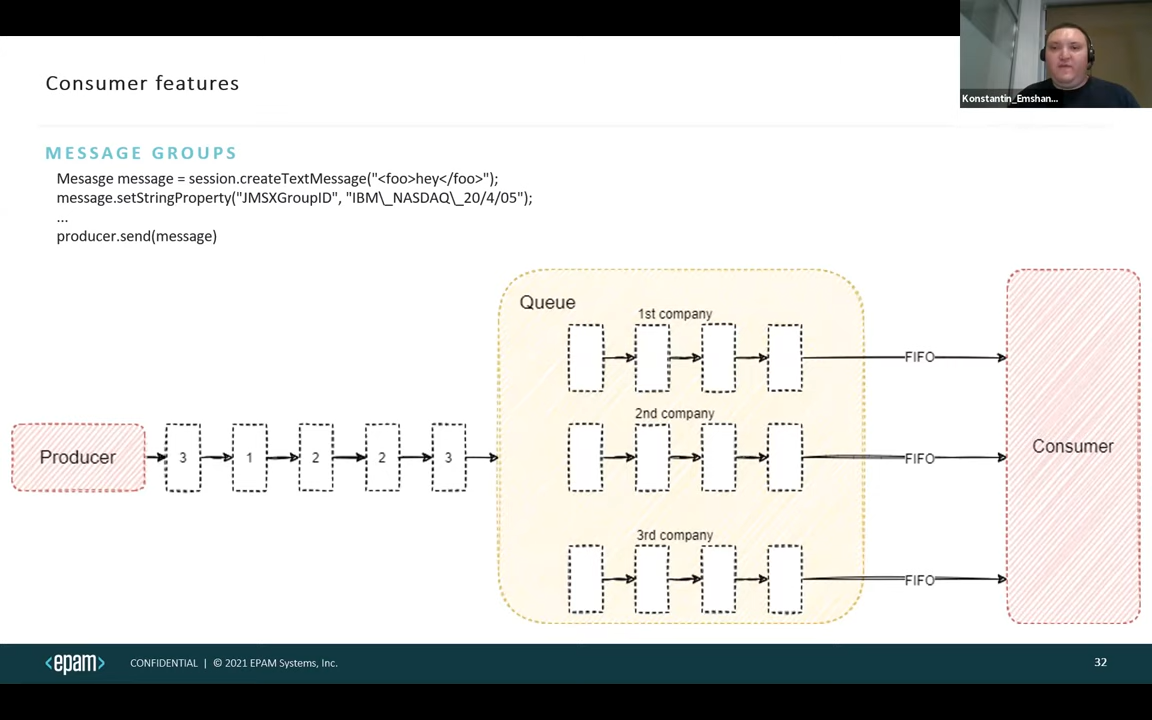 Consumer features
Konstantin_Emshan...
MESSAGE GROUPS
Mesasge message = session.createTextMessage("<foo>hey</foo>");
message.setStringProperty("JMSXGroupID", "IBM\_NASDAQ\_20/4/05");
...
producer.send(message)
Queue
1st company
FIFO
2nd company
Producer
3
1
2
2
3
FIFO
Consumer
3rd company
FIFO
<epam>
CONFIDENTIAL | © 2021 EPAM Systems, Inc.
32